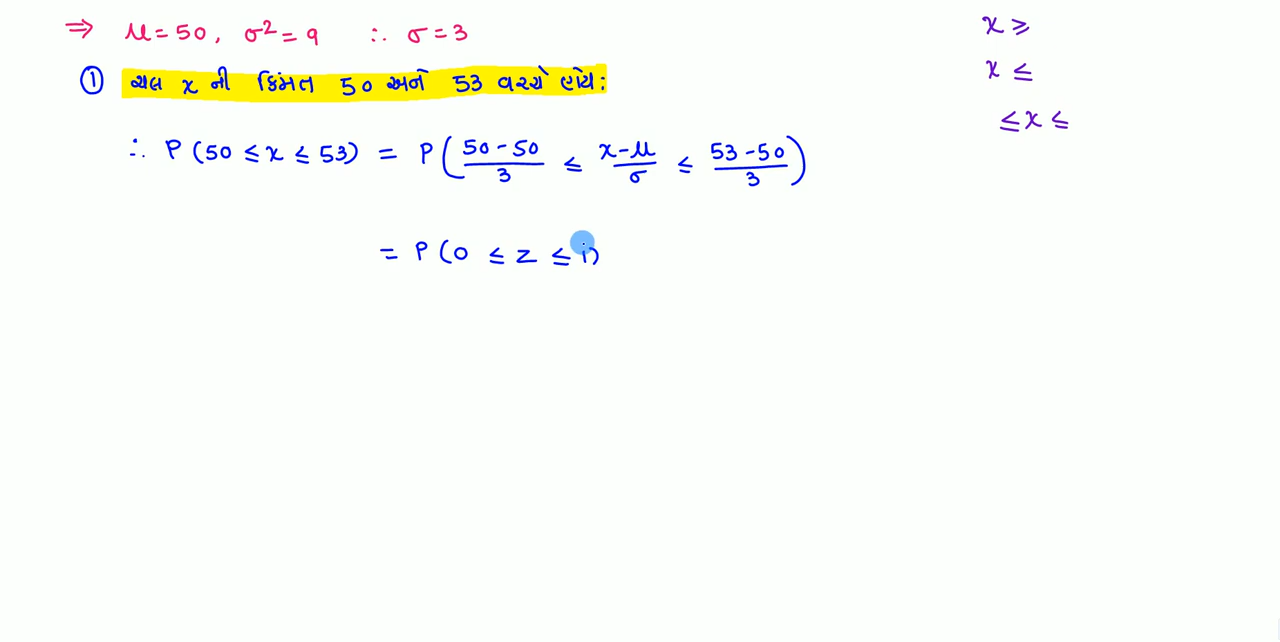 ⇒ μ = 50, σ² = 9 ∴ σ = 3
① ચલ x ની કિંમત 50 અને 53 વચ્ચે હોય:
∴ P (50 ≤ x ≤ 53) = P ( (50 - 50)/3 ≤ (x - μ)/σ ≤ (53 - 50)/3 )
= P (0 ≤ z ≤ 1)
x ≥
x ≤
≤ x ≤